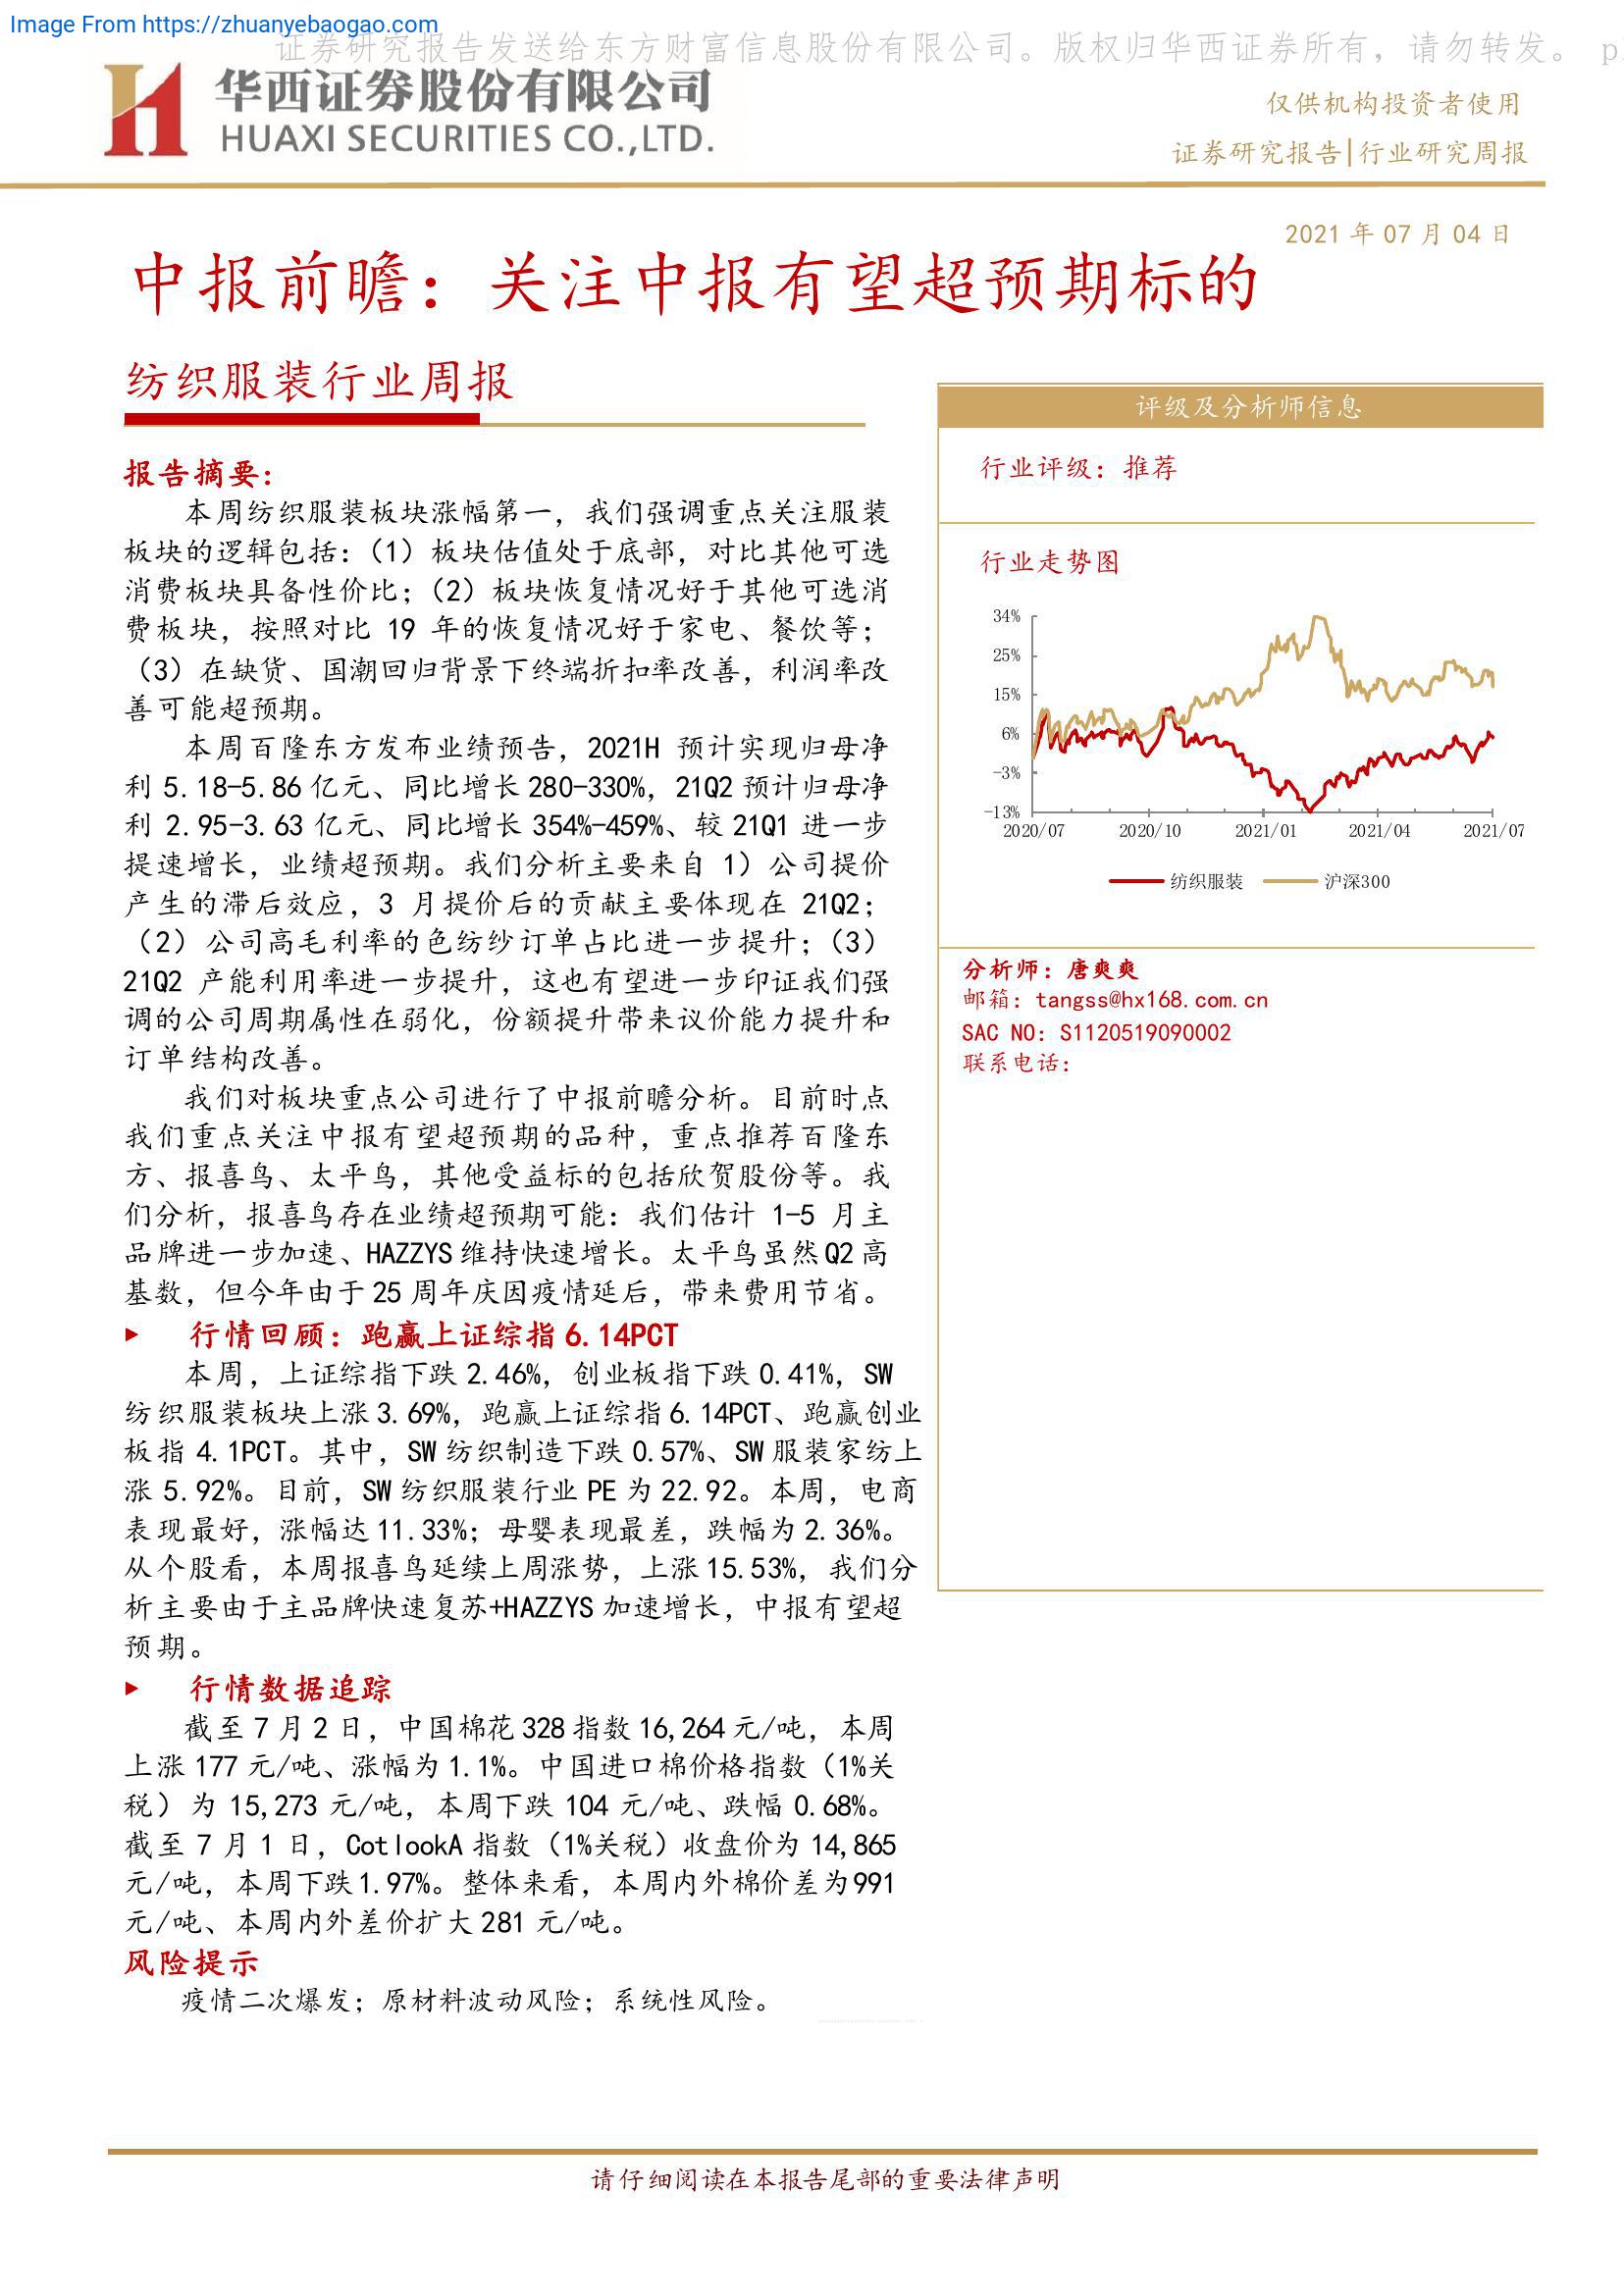 Image From https://zhuanyebaogao.com
证券研究报告发送给东方财富信息股份有限公司。版权归华西证券所有，请勿转发。 p
华西证券股份有限公司
HUAXI SECURITIES CO.,LTD.
仅供机构投资者使用
证券研究报告|行业研究周报
2021 年 07 月 04 日
中报前瞻：关注中报有望超预期标的
纺织服装行业周报
报告摘要：
本周纺织服装板块涨幅第一，我们强调重点关注服装
板块的逻辑包括：（1）板块估值处于底部，对比其他可选
消费板块具备性价比；（2）板块恢复情况好于其他可选消
费板块，按照对比 19 年的恢复情况好于家电、餐饮等；
（3）在缺货、国潮回归背景下终端折扣率改善，利润率改
善可能超预期。
本周百隆东方发布业绩预告，2021H 预计实现归母净
利 5.18-5.86 亿元、同比增长 280-330%，21Q2 预计归母净
利 2.95-3.63 亿元、同比增长 354%-459%、较 21Q1 进一步
提速增长，业绩超预期。我们分析主要来自 1）公司提价
产生的滞后效应，3 月提价后的贡献主要体现在 21Q2；
（2）公司高毛利率的色纺纱订单占比进一步提升；（3）
21Q2 产能利用率进一步提升，这也有望进一步印证我们强
调的公司周期属性在弱化，份额提升带来议价能力提升和
订单结构改善。
我们对板块重点公司进行了中报前瞻分析。目前时点
我们重点关注中报有望超预期的品种，重点推荐百隆东
方、报喜鸟、太平鸟，其他受益标的包括欣贺股份等。我
们分析，报喜鸟存在业绩超预期可能：我们估计 1-5 月主
品牌进一步加速、HAZZYS 维持快速增长。太平鸟虽然 Q2 高
基数，但今年由于 25 周年庆因疫情延后，带来费用节省。
行情回顾：跑赢上证综指 6.14PCT
本周，上证综指下跌 2.46%，创业板指下跌 0.41%，SW
纺织服装板块上涨 3.69%，跑赢上证综指 6.14PCT、跑赢创业
板指 4.1PCT。其中，SW 纺织制造下跌 0.57%、SW 服装家纺上
涨 5.92%。目前，SW 纺织服装行业 PE 为 22.92。本周，电商
表现最好，涨幅达 11.33%；母婴表现最差，跌幅为 2.36%。
从个股看，本周报喜鸟延续上周涨势，上涨 15.53%，我们分
析主要由于主品牌快速复苏+HAZZYS 加速增长，中报有望超
预期。
行情数据追踪
截至 7 月 2 日，中国棉花 328 指数 16,264 元/吨，本周
上涨 177 元/吨、涨幅为 1.1%。中国进口棉价格指数（1%关
税）为 15,273 元/吨，本周下跌 104 元/吨、跌幅 0.68%。
截至 7 月 1 日，CotlookA 指数（1%关税）收盘价为 14,865
元/吨，本周下跌 1.97%。整体来看，本周内外棉价差为 991
元/吨、本周内外差价扩大 281 元/吨。
风险提示
疫情二次爆发；原材料波动风险；系统性风险。
评级及分析师信息
行业评级：推荐
行业走势图
34%
25%
15%
6%
-3%
-13%
2020/07 2020/10 2021/01 2021/04 2021/07
纺织服装 沪深300
分析师：唐爽爽
邮箱：tangss@hx168.com.cn
SAC NO：S1120519090002
联系电话：
请仔细阅读在本报告尾部的重要法律声明